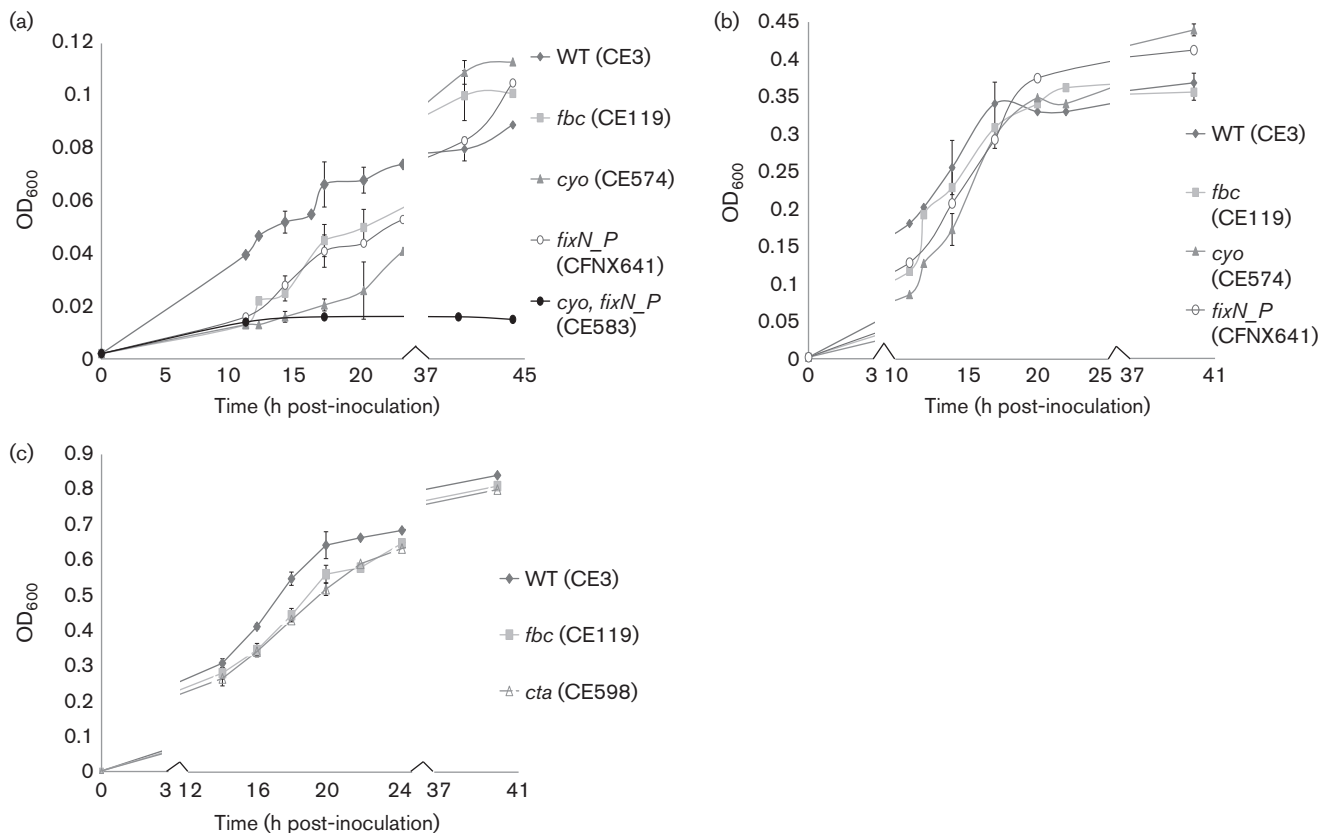 (a)
0.12
0.1
0.08
0.06
0.04
0.02
0
OD600
0 5 10 15 20 37 45
Time (h post-inoculation)
WT (CE3)
fbc (CE119)
cyo (CE574)
fixN_P
(CFNX641)
cyo, fixN_P
(CE583)
(b)
0.45
0.4
0.35
0.3
0.25
0.2
0.15
0.1
0.05
0
OD600
0 3 10 15 20 25 37 41
Time (h post-inoculation)
WT (CE3)
fbc
(CE119)
cyo
(CE574)
fixN_P
(CFNX641)
(c)
0.9
0.8
0.7
0.6
0.5
0.4
0.3
0.2
0.1
0
OD600
0 3 12 16 20 24 37 41
Time (h post-inoculation)
WT (CE3)
fbc (CE119)
cta (CE598)